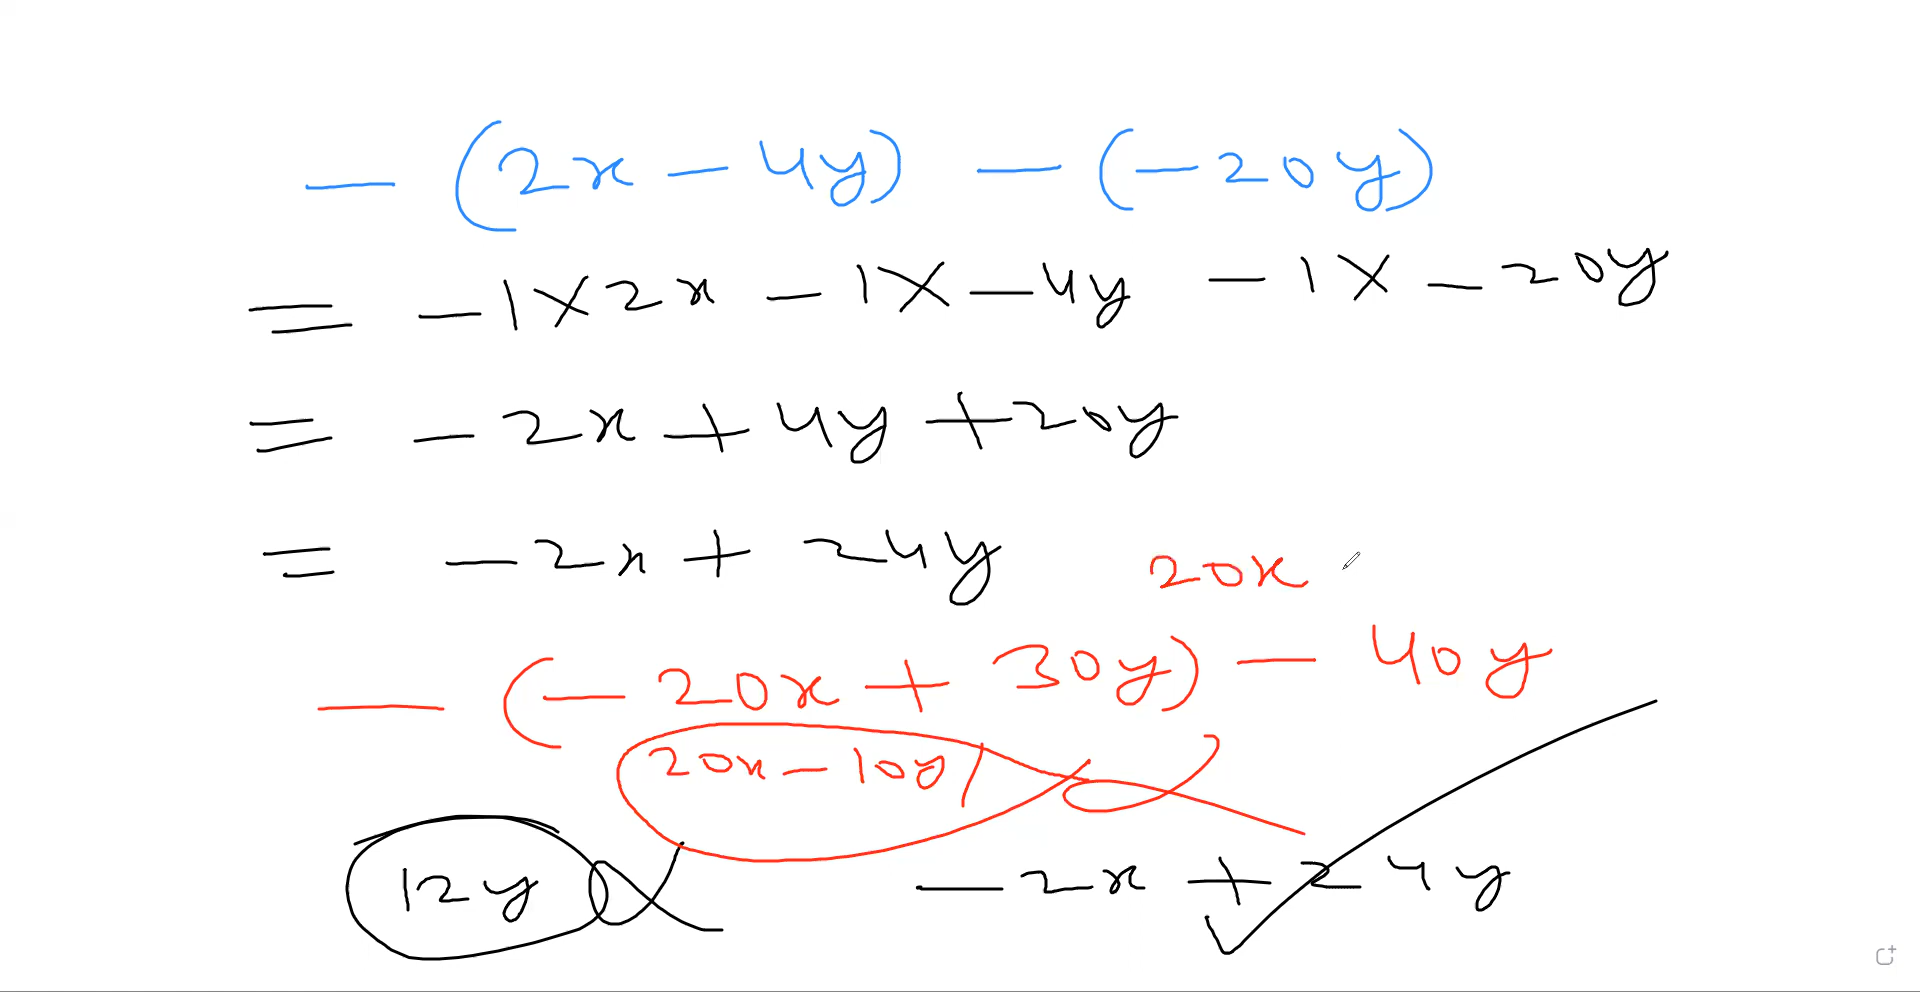 - (2x - 4y) - (-20y)
= -1×2x -1× -4y -1× -20y
= -2x + 4y +20y
= -2x + 24y
20x
- (-20x + 30y) - 40y
20x - 10y
12y
-2x + 24y